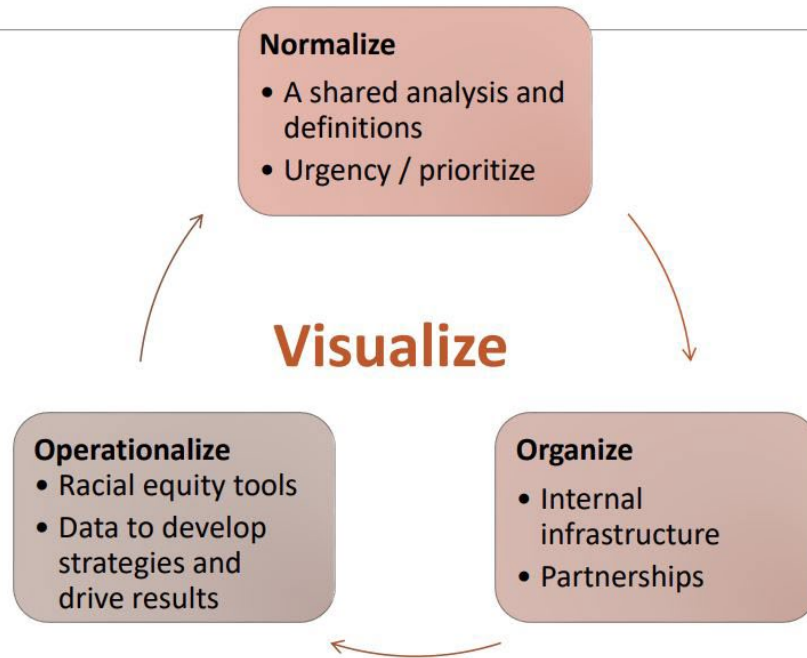 Normalize
• A shared analysis and
definitions
• Urgency / prioritize
Visualize
Operationalize
• Racial equity tools
• Data to develop
strategies and
drive results
Organize
• Internal
infrastructure
• Partnerships